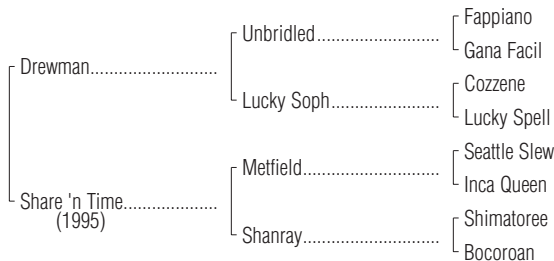 Fappiano
Unbridled
Gana Facil
Drewman
Cozzene
Lucky Soph
Lucky Spell
Seattle Slew
Metfield
Inca Queen
Share 'n Time
(1995)
Shimatoree
Shanray
Bocoroan